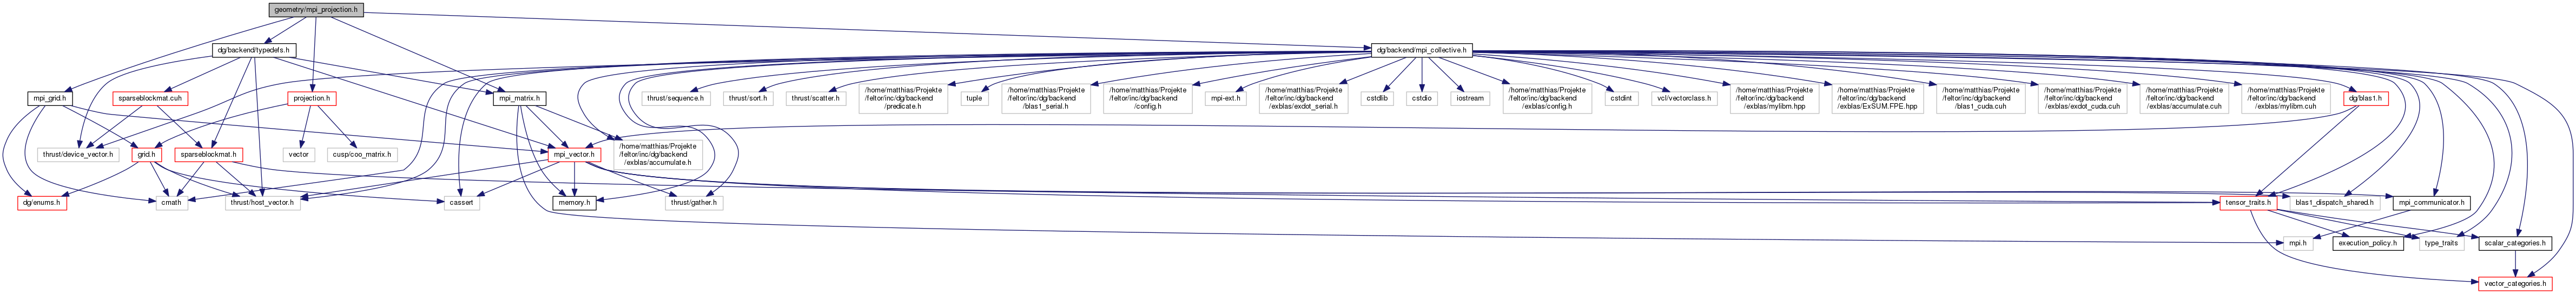 geometry/mpi_projection.h
dg/backend/typedefs.h
dg/backend/mpi_collective.h
mpi_grid.h
sparseblockmat.cuh
projection.h
mpi_matrix.h
thrust/sequence.h
thrust/sort.h
thrust/scatter.h
/home/matthias/Projekte
/feltor/inc/dg/backend
/predicate.h
tuple
/home/matthias/Projekte
/feltor/inc/dg/backend
/blas1_serial.h
/home/matthias/Projekte
/feltor/inc/dg/backend
/config.h
mpi-ext.h
/home/matthias/Projekte
/feltor/inc/dg/backend
/exblas/exdot_serial.h
cstdlib
cstdio
iostream
/home/matthias/Projekte
/feltor/inc/dg/backend
/exblas/config.h
cstdint
vcl/vectorclass.h
/home/matthias/Projekte
/feltor/inc/dg/backend
/exblas/mylibm.hpp
/home/matthias/Projekte
/feltor/inc/dg/backend
/exblas/ExSUM.FPE.hpp
/home/matthias/Projekte
/feltor/inc/dg/backend
/blas1_cuda.cuh
/home/matthias/Projekte
/feltor/inc/dg/backend
/exblas/exdot_cuda.cuh
/home/matthias/Projekte
/feltor/inc/dg/backend
/exblas/accumulate.cuh
/home/matthias/Projekte
/feltor/inc/dg/backend
/exblas/mylibm.cuh
dg/blas1.h
thrust/device_vector.h
grid.h
sparseblockmat.h
vector
cusp/coo_matrix.h
mpi_vector.h
/home/matthias/Projekte
/feltor/inc/dg/backend
/exblas/accumulate.h
dg/enums.h
cmath
thrust/host_vector.h
cassert
memory.h
thrust/gather.h
tensor_traits.h
blas1_dispatch_shared.h
mpi_communicator.h
mpi.h
execution_policy.h
type_traits
scalar_categories.h
vector_categories.h